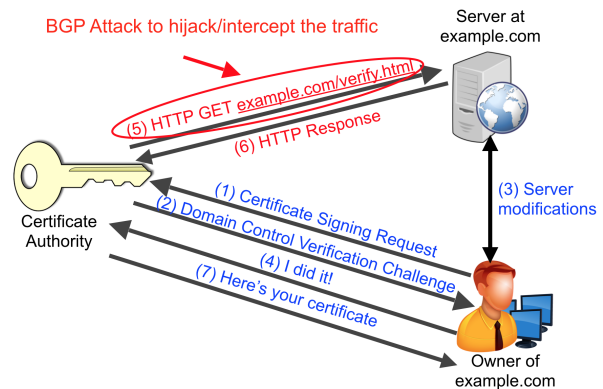 BGP Attack to hijack/intercept the traffic
Server at
example.com
(5) HTTP GET example.com/verify.html
(6) HTTP Response
Certificate
Authority
(1) Certificate Signing Request
(2) Domain Control Verification Challenge
(3) Server
modifications
(4) I did it!
(7) Here's your certificate
Owner of
example.com